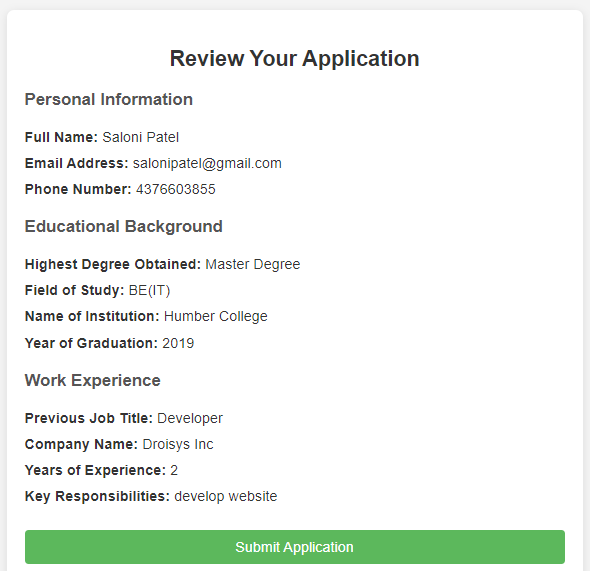 Review Your Application
Personal Information
Full Name: Saloni Patel
Email Address: salonipatel@gmail.com
Phone Number: 4376603855
Educational Background
Highest Degree Obtained: Master Degree
Field of Study: BE(IT)
Name of Institution: Humber College
Year of Graduation: 2019
Work Experience
Previous Job Title: Developer
Company Name: Droisys Inc
Years of Experience: 2
Key Responsibilities: develop website
Submit Application